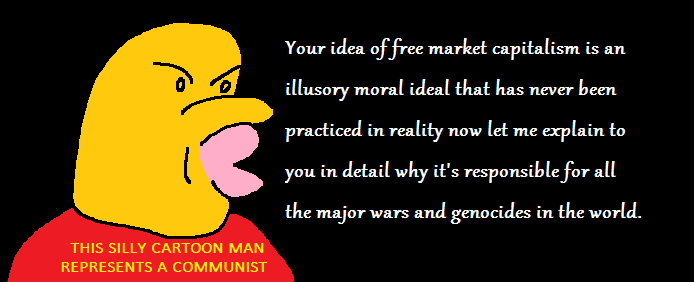 Your idea of free market capitalism is an
illusory moral ideal that has never been
practiced in reality now let me explain to
you in detail why it's responsible for all
the major wars and genocides in the world.
THIS SILLY CARTOON MAN
REPRESENTS A COMMUNIST